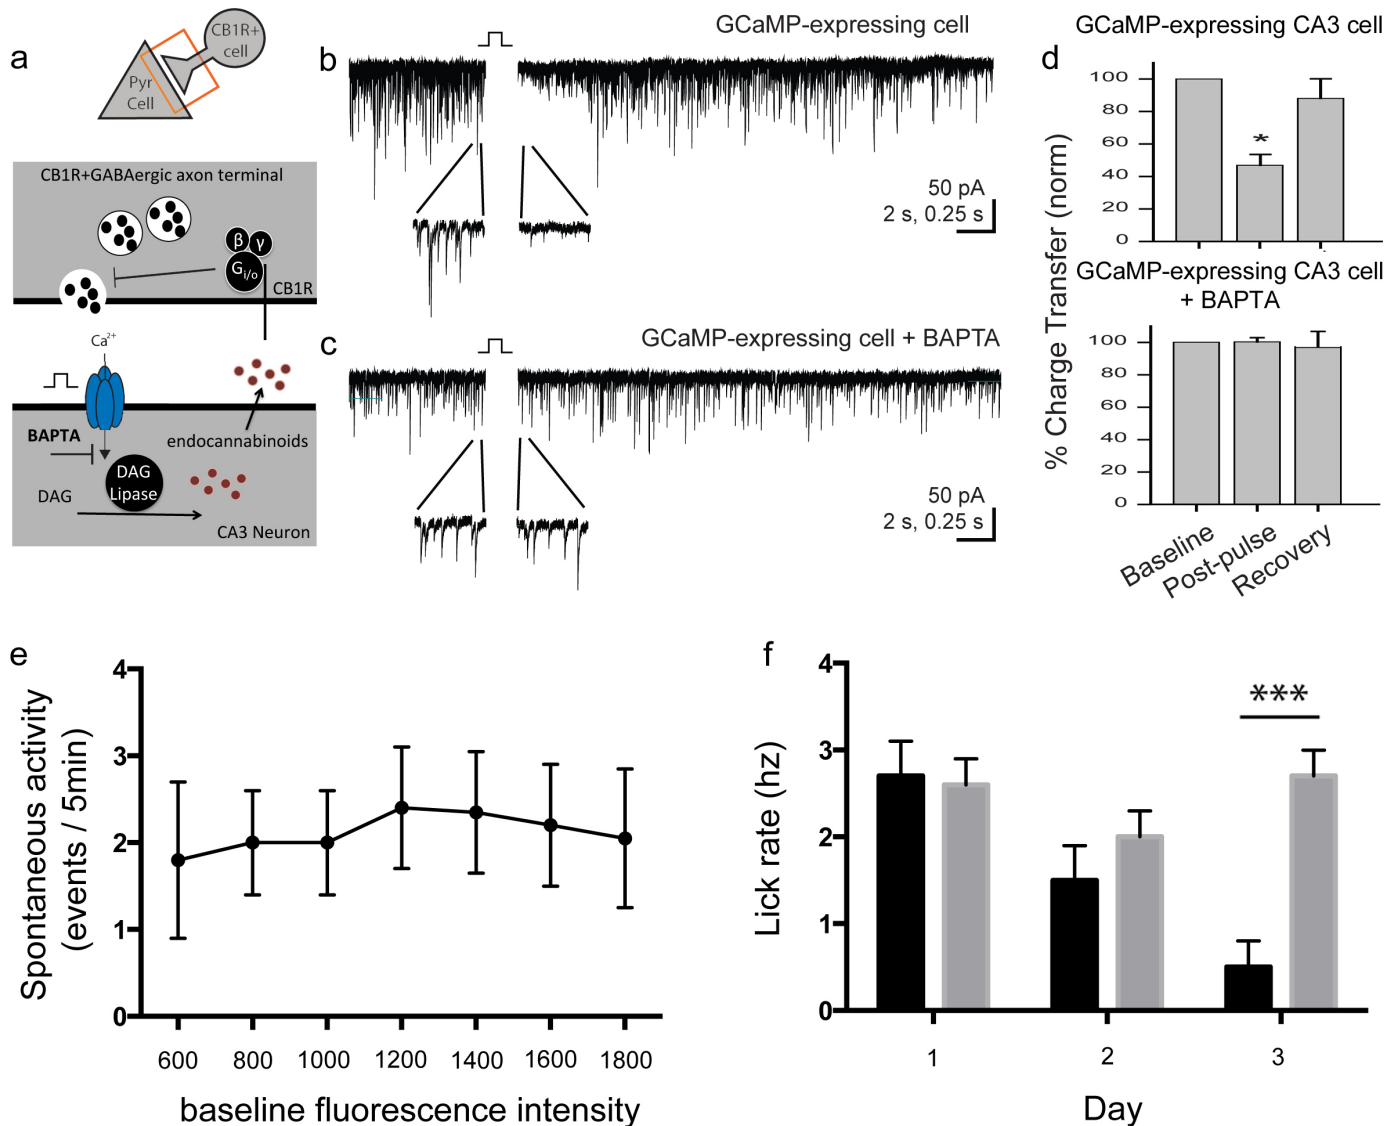 a
CB1R+
cell
Pyr
Cell
CB1R+GABAergic axon terminal
β γ
Gi/o
CB1R
Ca2+
BAPTA
endocannabinoids
DAG
Lipase
DAG
CA3 Neuron
b
GCaMP-expressing cell
50 pA
2 s, 0.25 s
c
GCaMP-expressing cell + BAPTA
50 pA
2 s, 0.25 s
GCaMP-expressing CA3 cell
d
% Charge Transfer (norm)
100
80
60
40
20
0
*
GCaMP-expressing CA3 cell
+ BAPTA
100
80
60
40
20
0
Baseline
Post-pulse
Recovery
e
Spontaneous activity
(events / 5min)
4
3
2
1
0
600 800 1000 1200 1400 1600 1800
baseline fluorescence intensity
f
Lick rate (hz)
4
3
2
1
0
***
1 2 3
Day